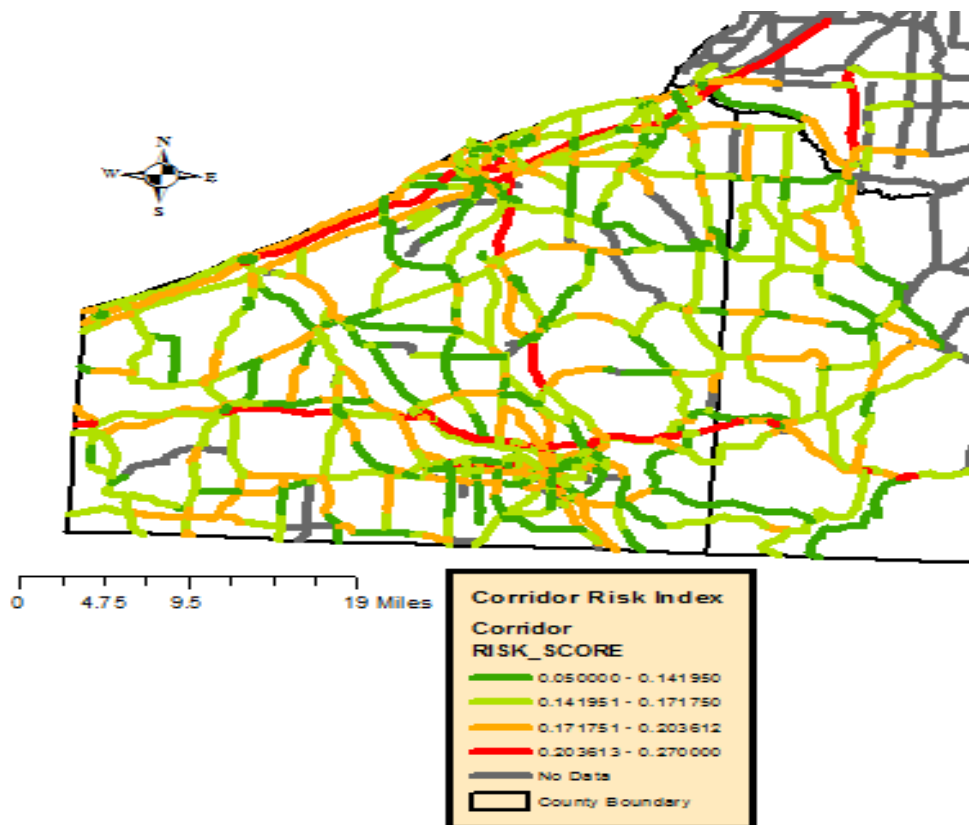 N
W E
S
0 4.75 9.5 19 Miles
Corridor Risk Index
Corridor
RISK_SCORE
0.050000 - 0.141950
0.141951 - 0.171750
0.171751 - 0.203612
0.203613 - 0.270000
No Data
County Boundary